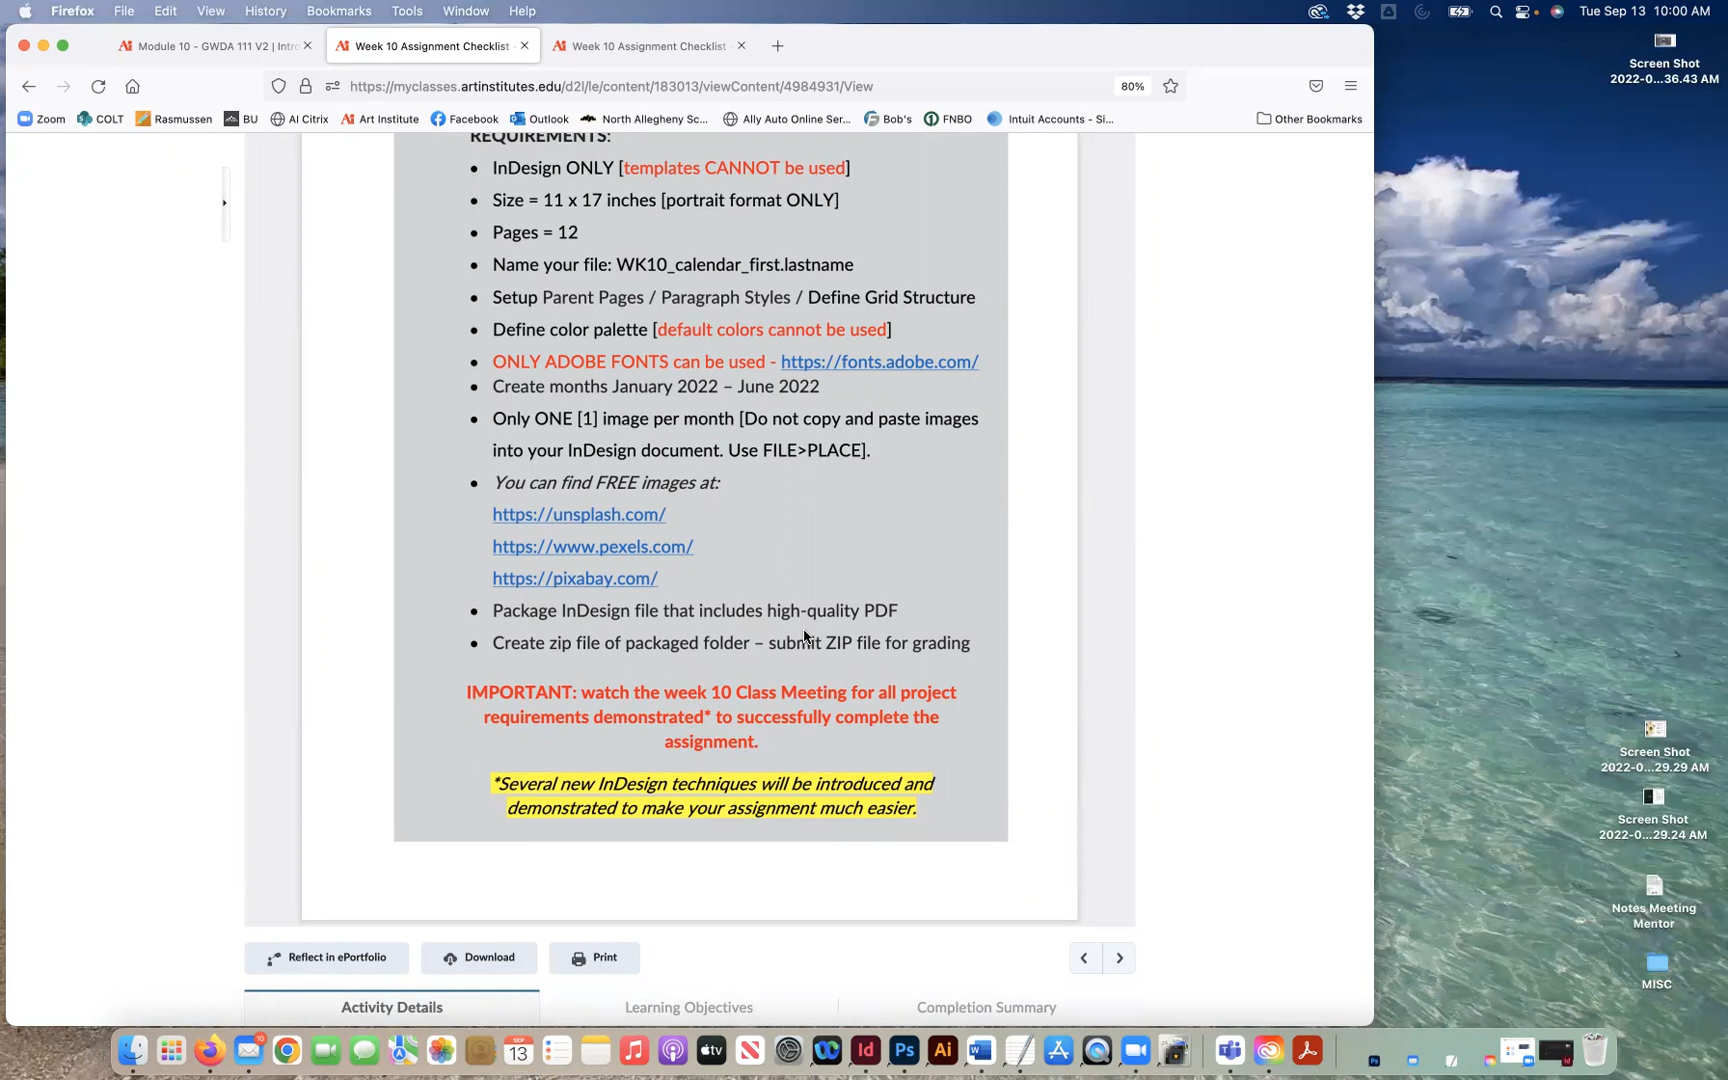 Firefox File Edit View History Bookmarks Tools Window Help
Tue Sep 13 10:00 AM
Module 10 - GWDA 111 V2 | Intro
Week 10 Assignment Checklist -
Week 10 Assignment Checklist -
https://myclasses.artinstitutes.edu/d2l/le/content/183013/viewContent/4984931/View
80%
Zoom COLT Rasmussen BU AI Citrix Art Institute Facebook Outlook North Allegheny Sc... Ally Auto Online Ser... Bob's FNBO Intuit Accounts - Si... Other Bookmarks
REQUIREMENTS:
• InDesign ONLY [templates CANNOT be used]
• Size = 11 x 17 inches [portrait format ONLY]
• Pages = 12
• Name your file: WK10_calendar_first.lastname
• Setup Parent Pages / Paragraph Styles / Define Grid Structure
• Define color palette [default colors cannot be used]
• ONLY ADOBE FONTS can be used - https://fonts.adobe.com/
• Create months January 2022 – June 2022
• Only ONE [1] image per month [Do not copy and paste images
into your InDesign document. Use FILE>PLACE].
• You can find FREE images at:
https://unsplash.com/
https://www.pexels.com/
https://pixabay.com/
• Package InDesign file that includes high-quality PDF
• Create zip file of packaged folder – submit ZIP file for grading
IMPORTANT: watch the week 10 Class Meeting for all project
requirements demonstrated* to successfully complete the
assignment.
*Several new InDesign techniques will be introduced and
demonstrated to make your assignment much easier.
Reflect in ePortfolio
Download
Print
Activity Details
Learning Objectives
Completion Summary
Screen Shot
2022-0...36.43 AM
Screen Shot
2022-0...29.29 AM
Screen Shot
2022-0...29.24 AM
Notes Meeting
Mentor
MISC
SEP
13
tv
Id
Ps
Ai
W